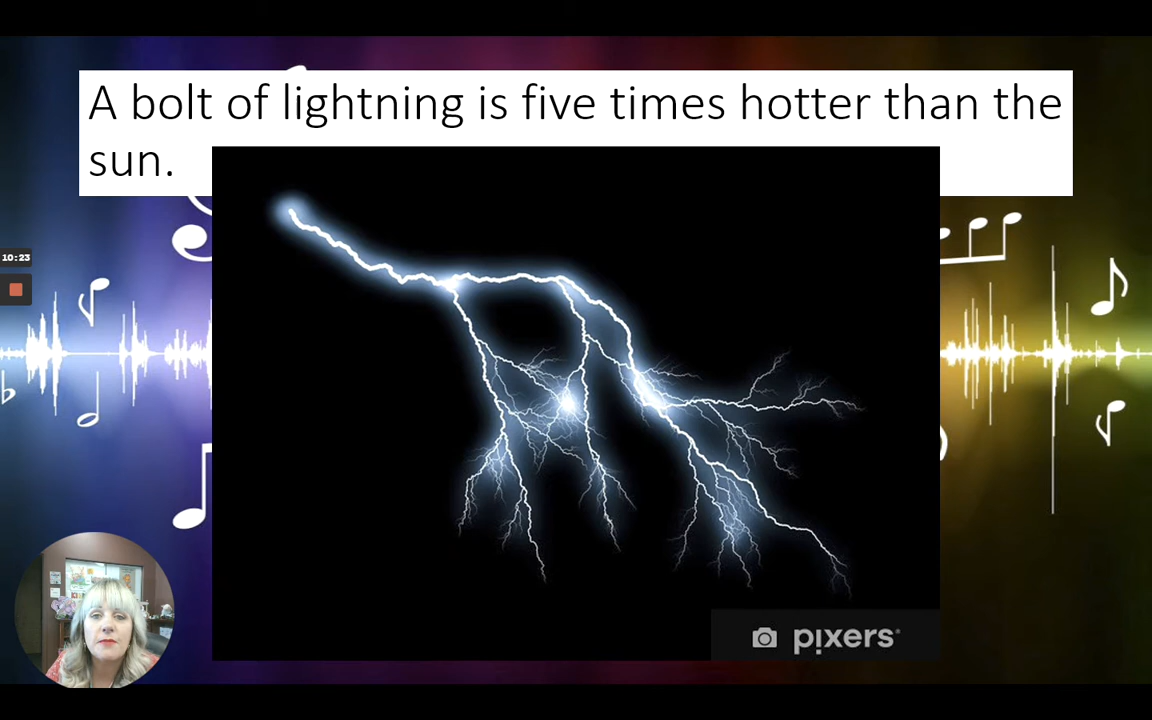 A bolt of lightning is five times hotter than the
sun.
10:23
pixers